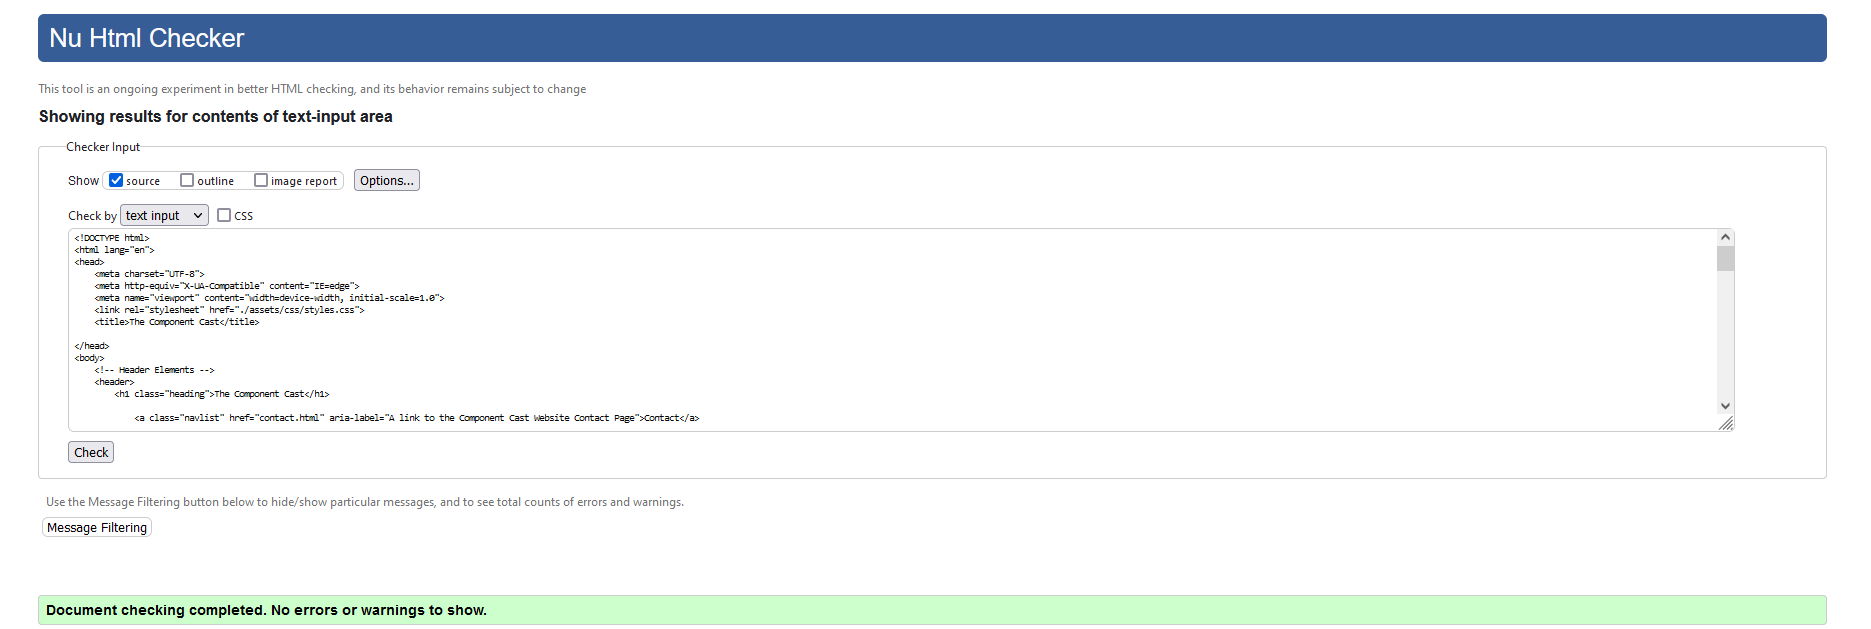 Nu Html Checker
This tool is an ongoing experiment in better HTML checking, and its behavior remains subject to change
Showing results for contents of text-input area
Checker Input
Show source outline image report Options...
Check by text input CSS
<!DOCTYPE html>
<html lang="en">
<head>
    <meta charset="UTF-8">
    <meta http-equiv="X-UA-Compatible" content="IE=edge">
    <meta name="viewport" content="width=device-width, initial-scale=1.0">
    <link rel="stylesheet" href="./assets/css/styles.css">
    <title>The Component Cast</title>
</head>
<body>
    <!-- Header Elements -->
    <header>
        <h1 class="heading">The Component Cast</h1>
            <a class="navlist" href="contact.html" aria-label="A link to the Component Cast Website Contact Page">Contact</a>
Check
Use the Message Filtering button below to hide/show particular messages, and to see total counts of errors and warnings.
Message Filtering
Document checking completed. No errors or warnings to show.